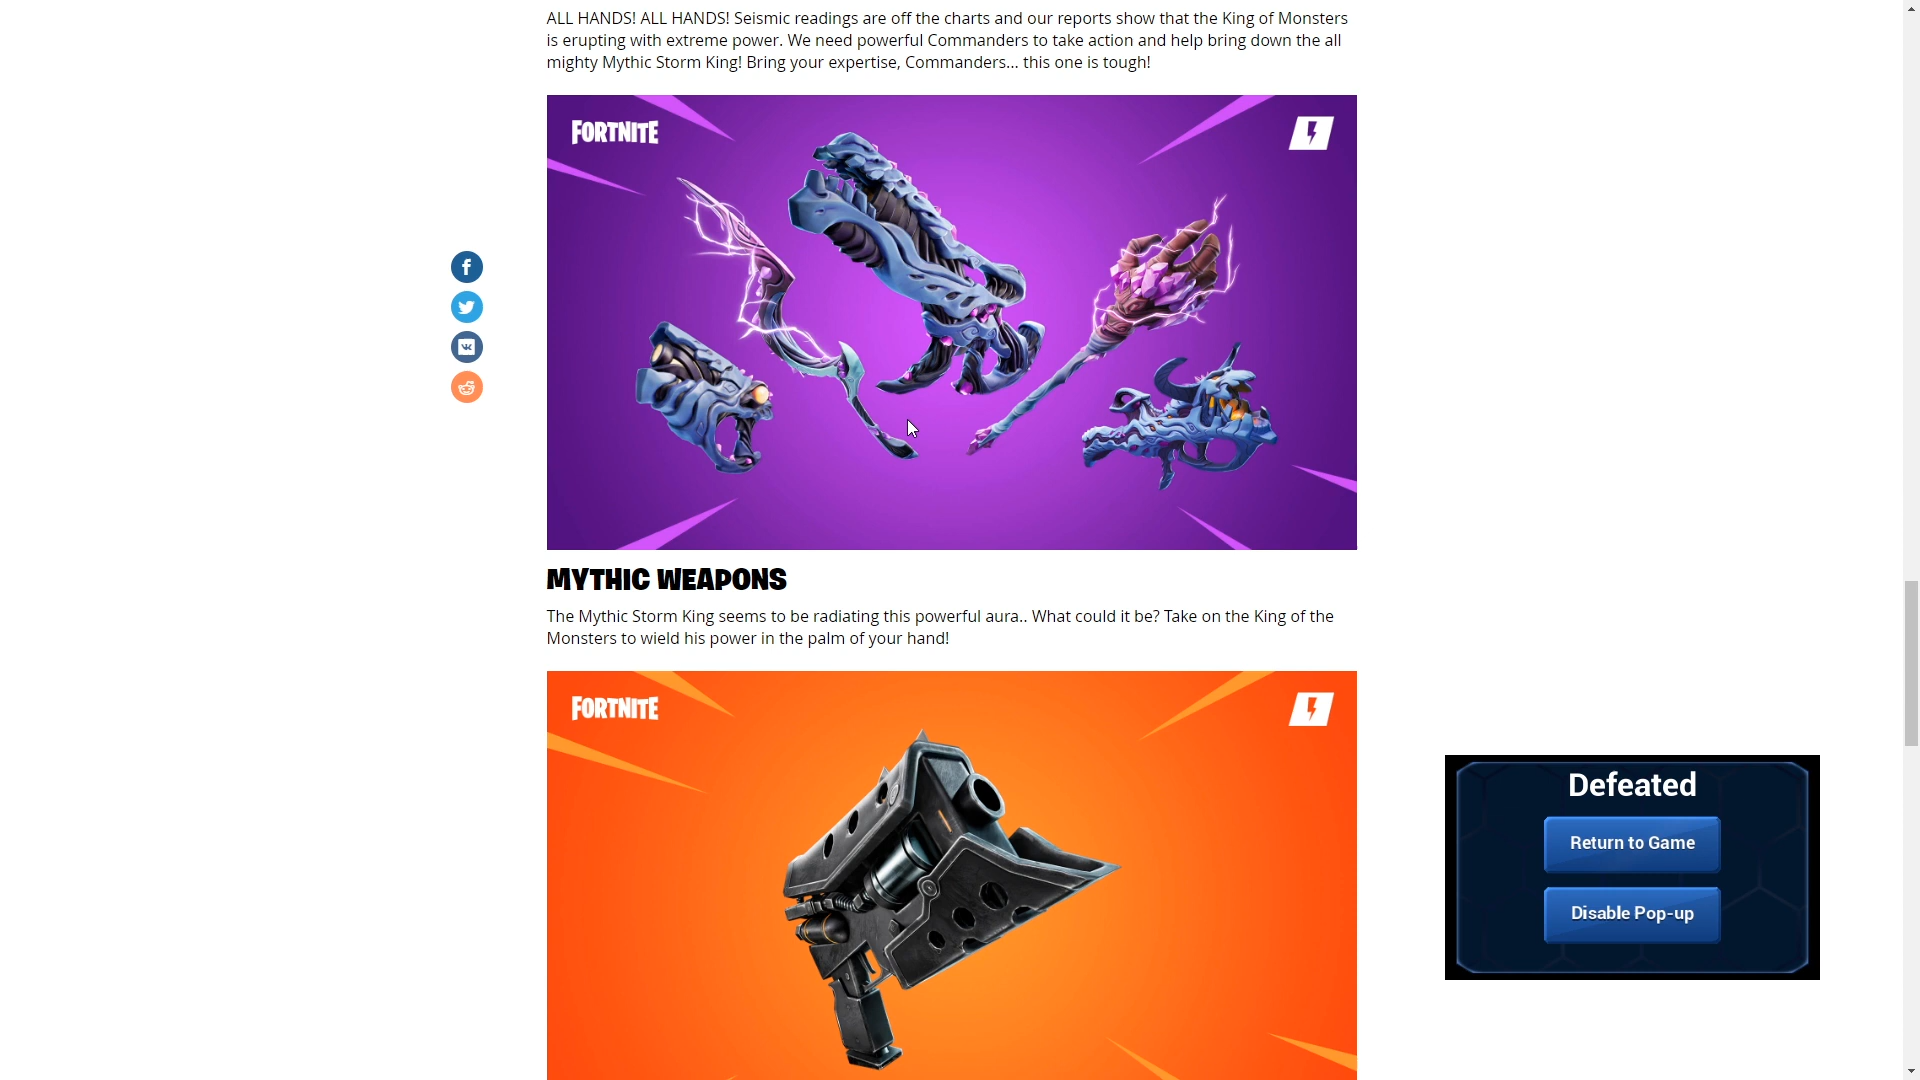 ALL HANDS! ALL HANDS! Seismic readings are off the charts and our reports show that the King of Monsters
is erupting with extreme power. We need powerful Commanders to take action and help bring down the all
mighty Mythic Storm King! Bring your expertise, Commanders... this one is tough!
FORTNITE
MYTHIC WEAPONS
The Mythic Storm King seems to be radiating this powerful aura.. What could it be? Take on the King of the
Monsters to wield his power in the palm of your hand!
FORTNITE
Defeated
Return to Game
Disable Pop-up